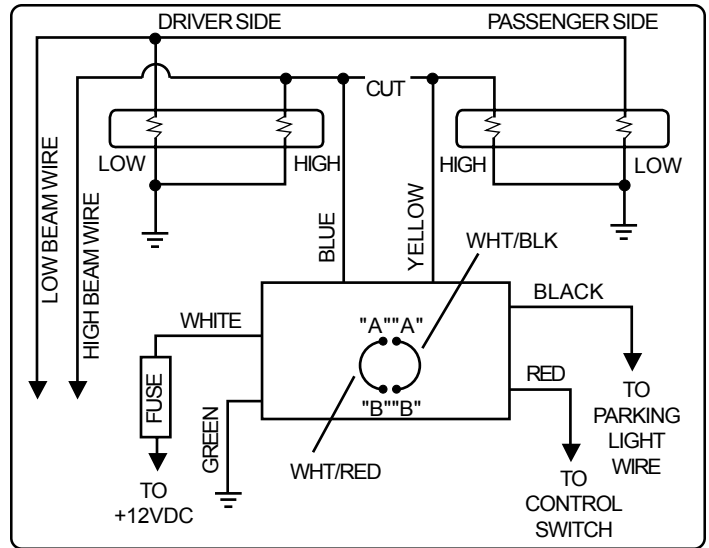 DRIVER SIDE
PASSENGER SIDE
CUT
LOW
HIGH
HIGH
LOW
LOW BEAM WIRE
HIGH BEAM WIRE
BLUE
YELLOW
WHT/BLK
WHITE
BLACK
"A""A"
"B""B"
RED
FUSE
GREEN
WHT/RED
TO
+12VDC
TO
PARKING
LIGHT
WIRE
TO
CONTROL
SWITCH